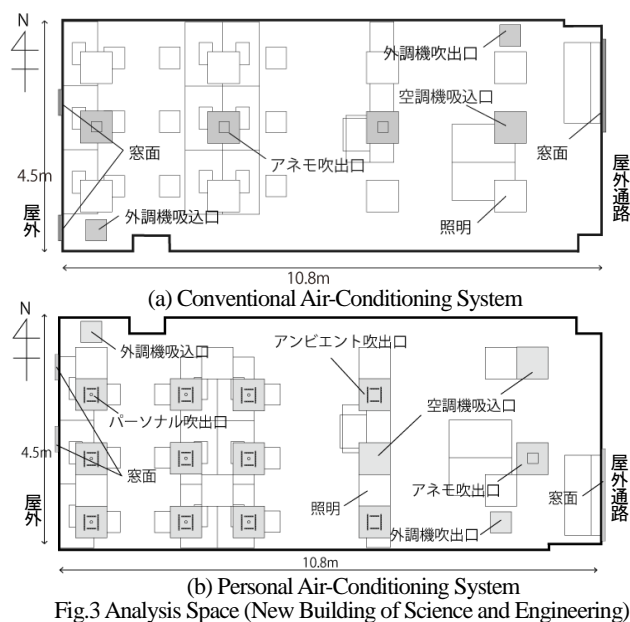 N
外調機吹出口
空調機吸込口
アネモ吹出口
窓面
窓面
4.5m
屋外
屋外通路
外調機吸込口
照明
10.8m
(a) Conventional Air-Conditioning System
N
外調機吸込口
アンビエント吹出口
パーソナル吹出口
空調機吸込口
4.5m
窓面
アネモ吹出口
屋外
照明
窓面
屋外通路
外調機吹出口
10.8m
(b) Personal Air-Conditioning System
Fig.3 Analysis Space (New Building of Science and Engineering)